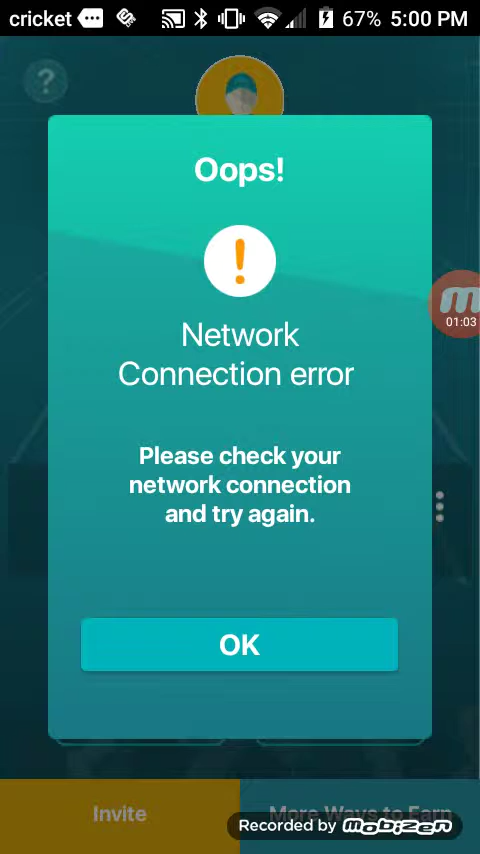 cricket 67% 5:00 PM
?
Oops!
!
m
01:03
Network
Connection error
Please check your
network connection
and try again.
OK
Invite
More Ways to Earn
Recorded by mobizen